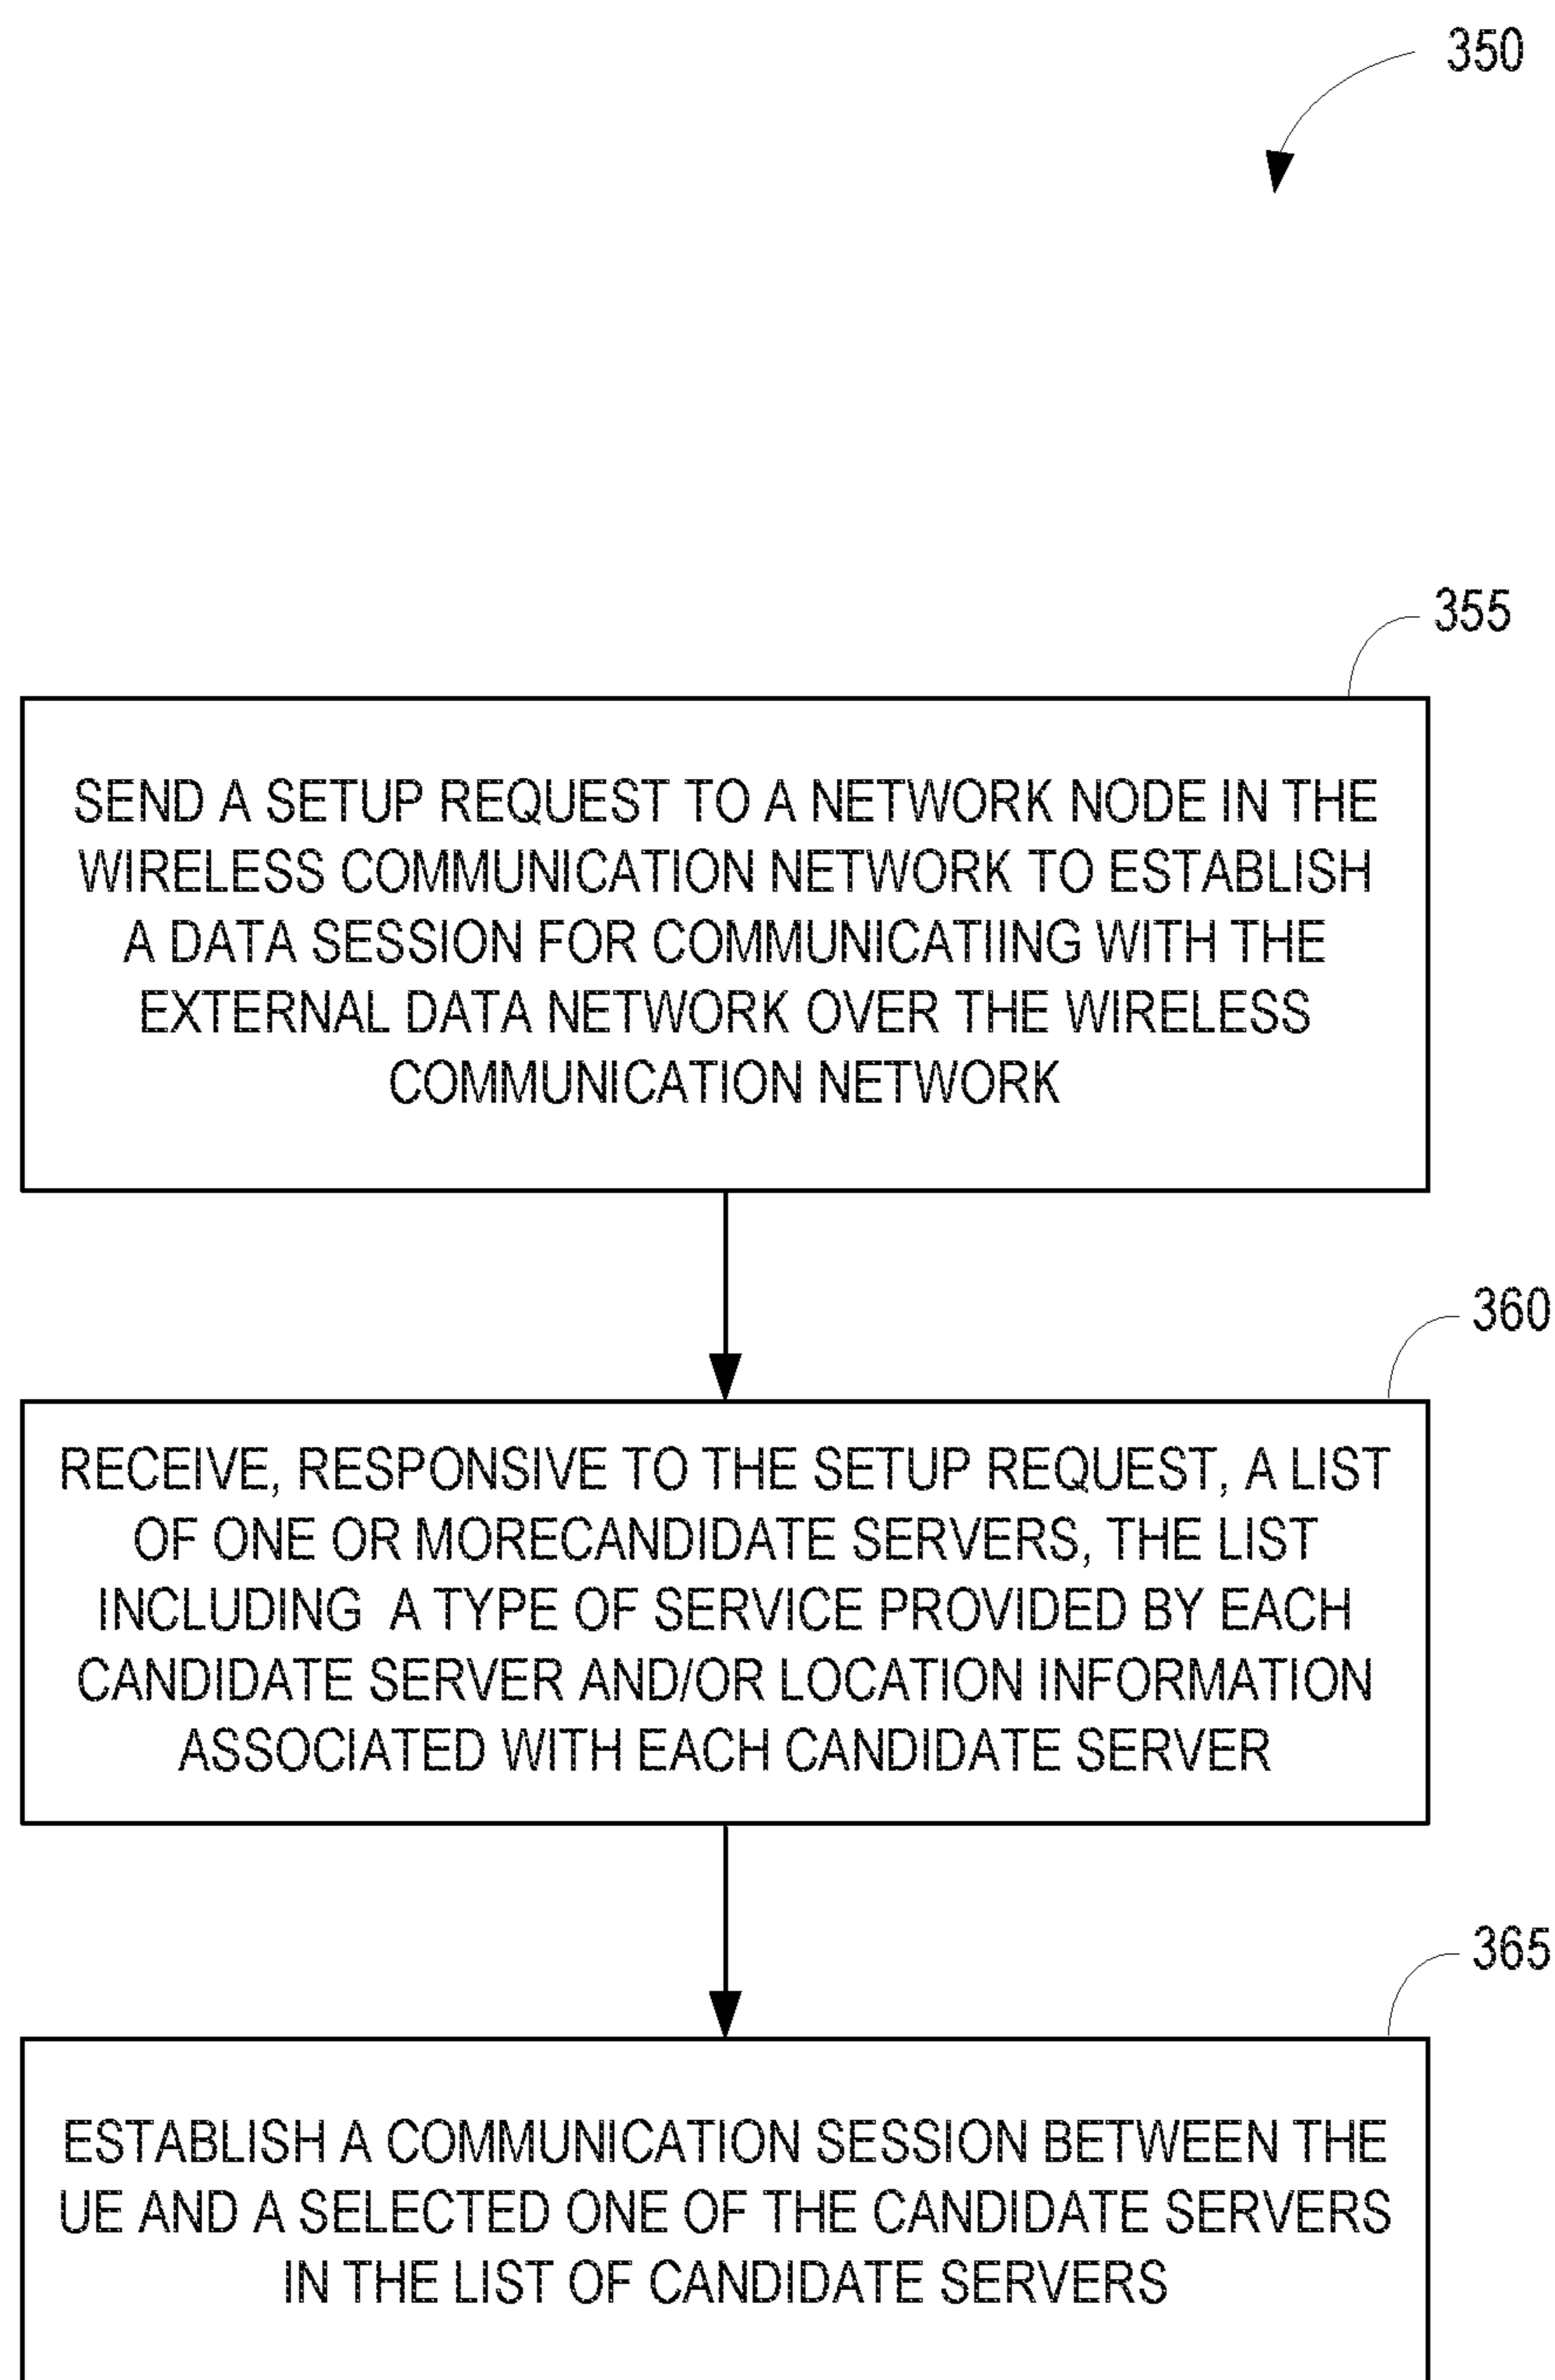 350
355
SEND A SETUP REQUEST TO A NETWORK NODE IN THE
WIRELESS COMMUNICATION NETWORK TO ESTABLISH
A DATA SESSION FOR COMMUNICATIING WITH THE
EXTERNAL DATA NETWORK OVER THE WIRELESS
COMMUNICATION NETWORK
360
RECEIVE, RESPONSIVE TO THE SETUP REQUEST, A LIST
OF ONE OR MORECANDIDATE SERVERS, THE LIST
INCLUDING  A TYPE OF SERVICE PROVIDED BY EACH
CANDIDATE SERVER AND/OR LOCATION INFORMATION
ASSOCIATED WITH EACH CANDIDATE SERVER
365
ESTABLISH A COMMUNICATION SESSION BETWEEN THE
UE AND A SELECTED ONE OF THE CANDIDATE SERVERS
IN THE LIST OF CANDIDATE SERVERS